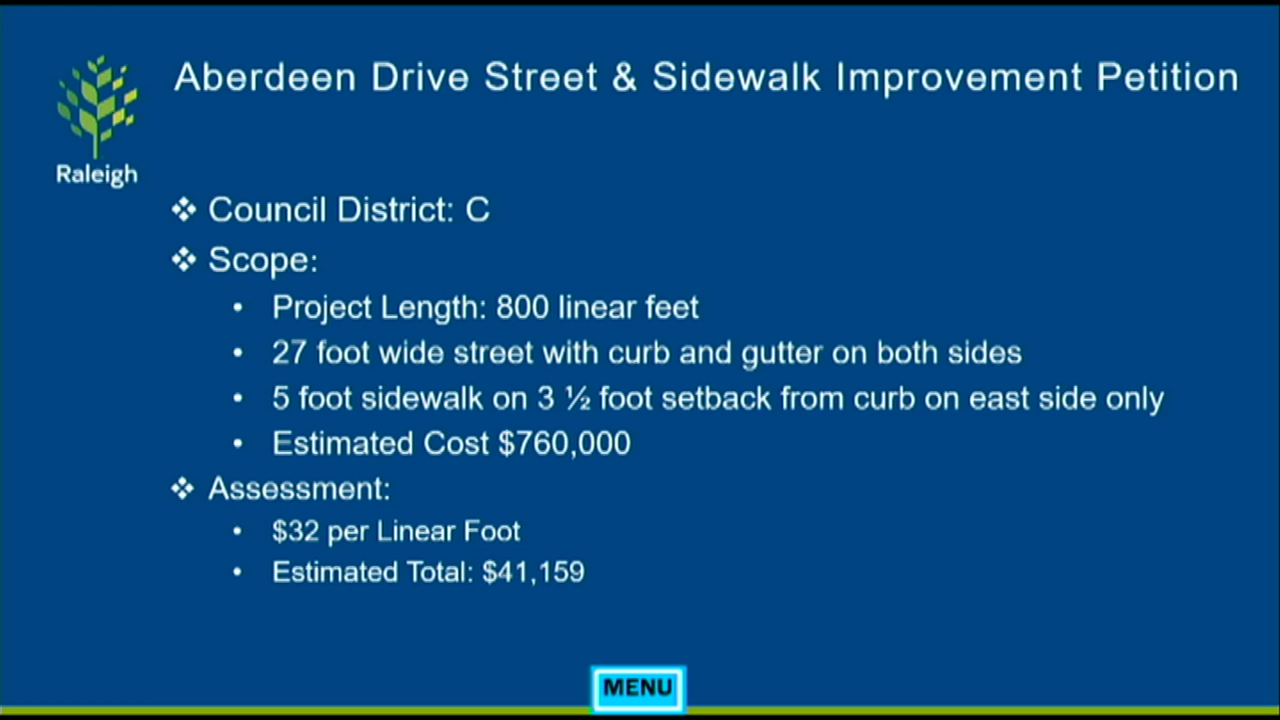 Aberdeen Drive Street & Sidewalk Improvement Petition
Raleigh
❖ Council District: C
❖ Scope:
• Project Length: 800 linear feet
• 27 foot wide street with curb and gutter on both sides
• 5 foot sidewalk on 3 ½ foot setback from curb on east side only
• Estimated Cost $760,000
❖ Assessment:
• $32 per Linear Foot
• Estimated Total: $41,159
MENU